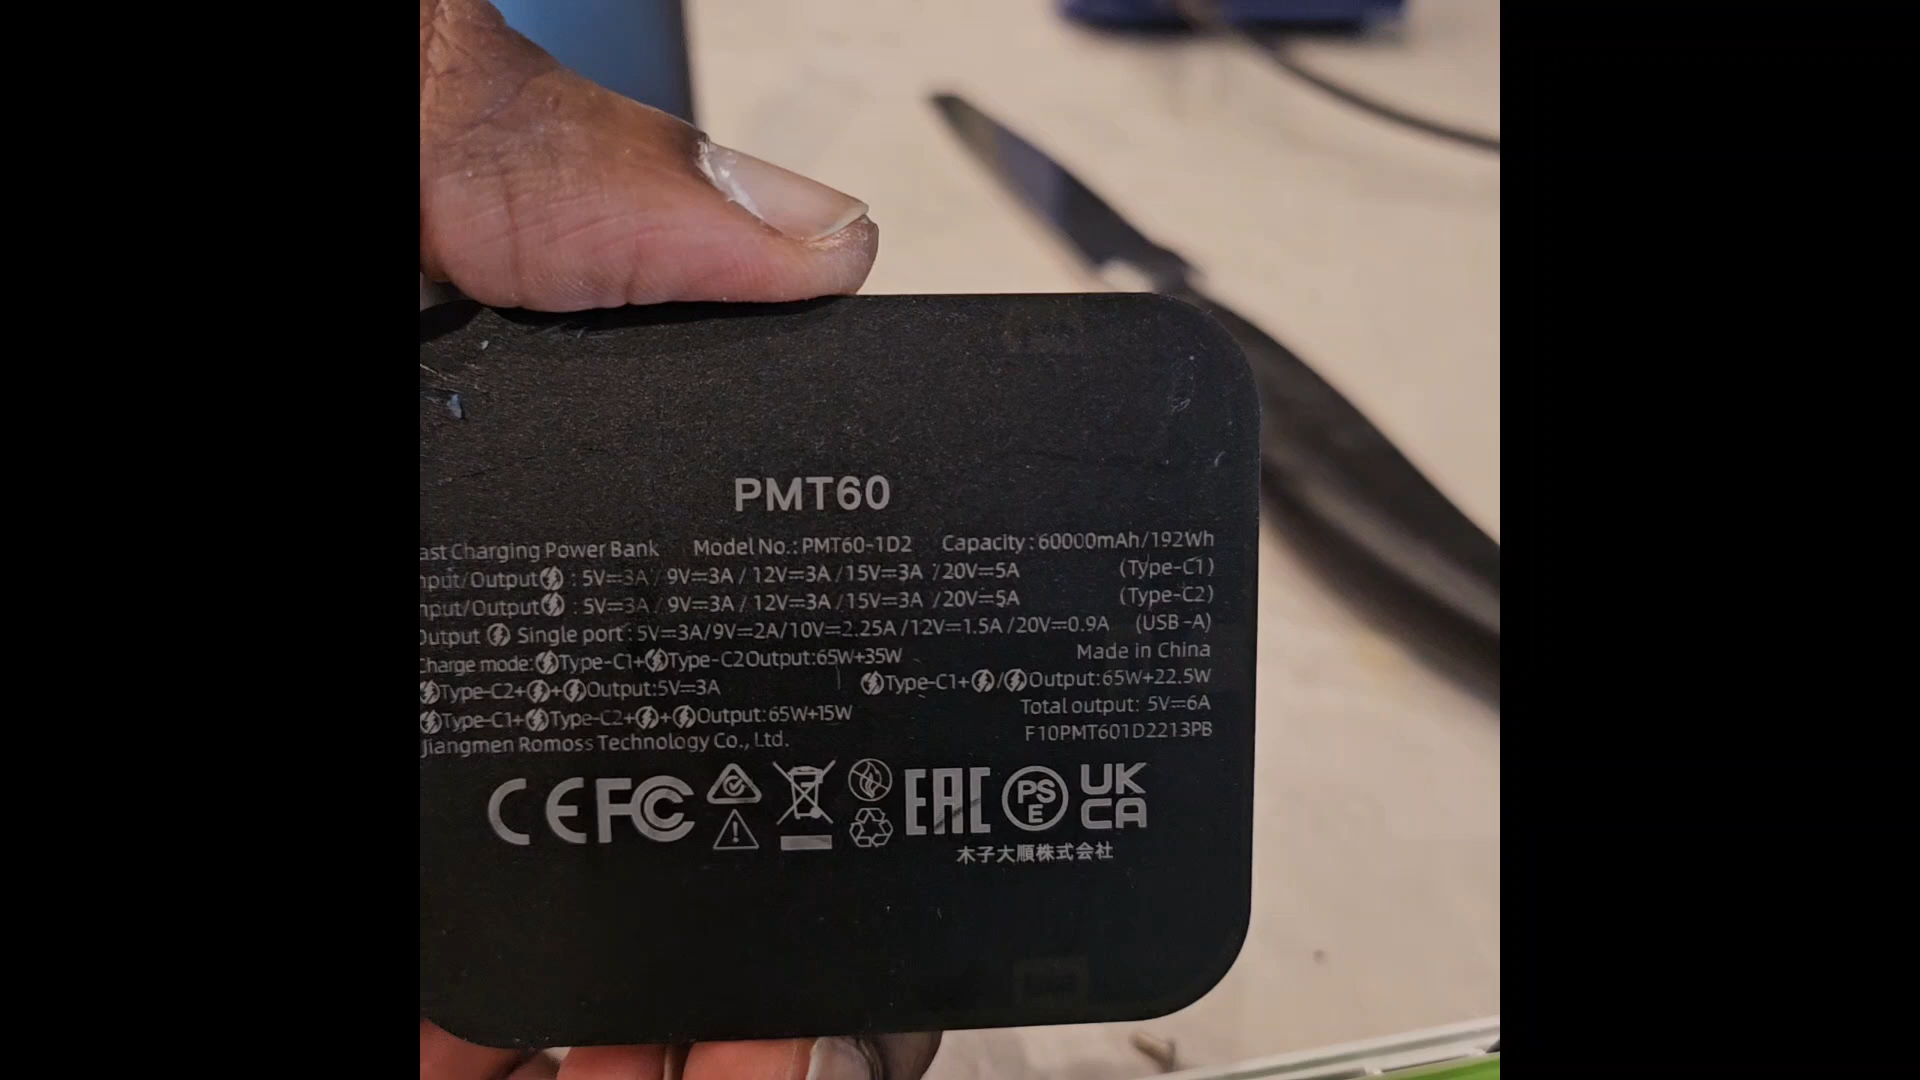 PMT60
ast Charging Power Bank Model No.: PMT60-1D2 Capacity: 60000mAh/192Wh
nput/Output : 5V⎓3A / 9V⎓3A / 12V⎓3A /15V⎓3A /20V⎓5A (Type-C1)
nput/Output : 5V⎓3A / 9V⎓3A / 12V⎓3A /15V⎓3A /20V⎓5A (Type-C2)
Output Single port : 5V⎓3A/9V⎓2A/10V⎓2.25A /12V⎓1.5A /20V⎓0.9A (USB -A)
Charge mode: Type-C1+ Type-C2 Output:65W+35W Made in China
Type-C2+ + Output:5V⎓3A Type-C1+ / Output:65W+22.5W
Type-C1+ Type-C2+ + Output: 65W+15W Total output: 5V⎓6A
Jiangmen Romoss Technology Co., Ltd. F10PMT601D2213PB
CE FC EAC PSE UKCA
木子大順株式会社